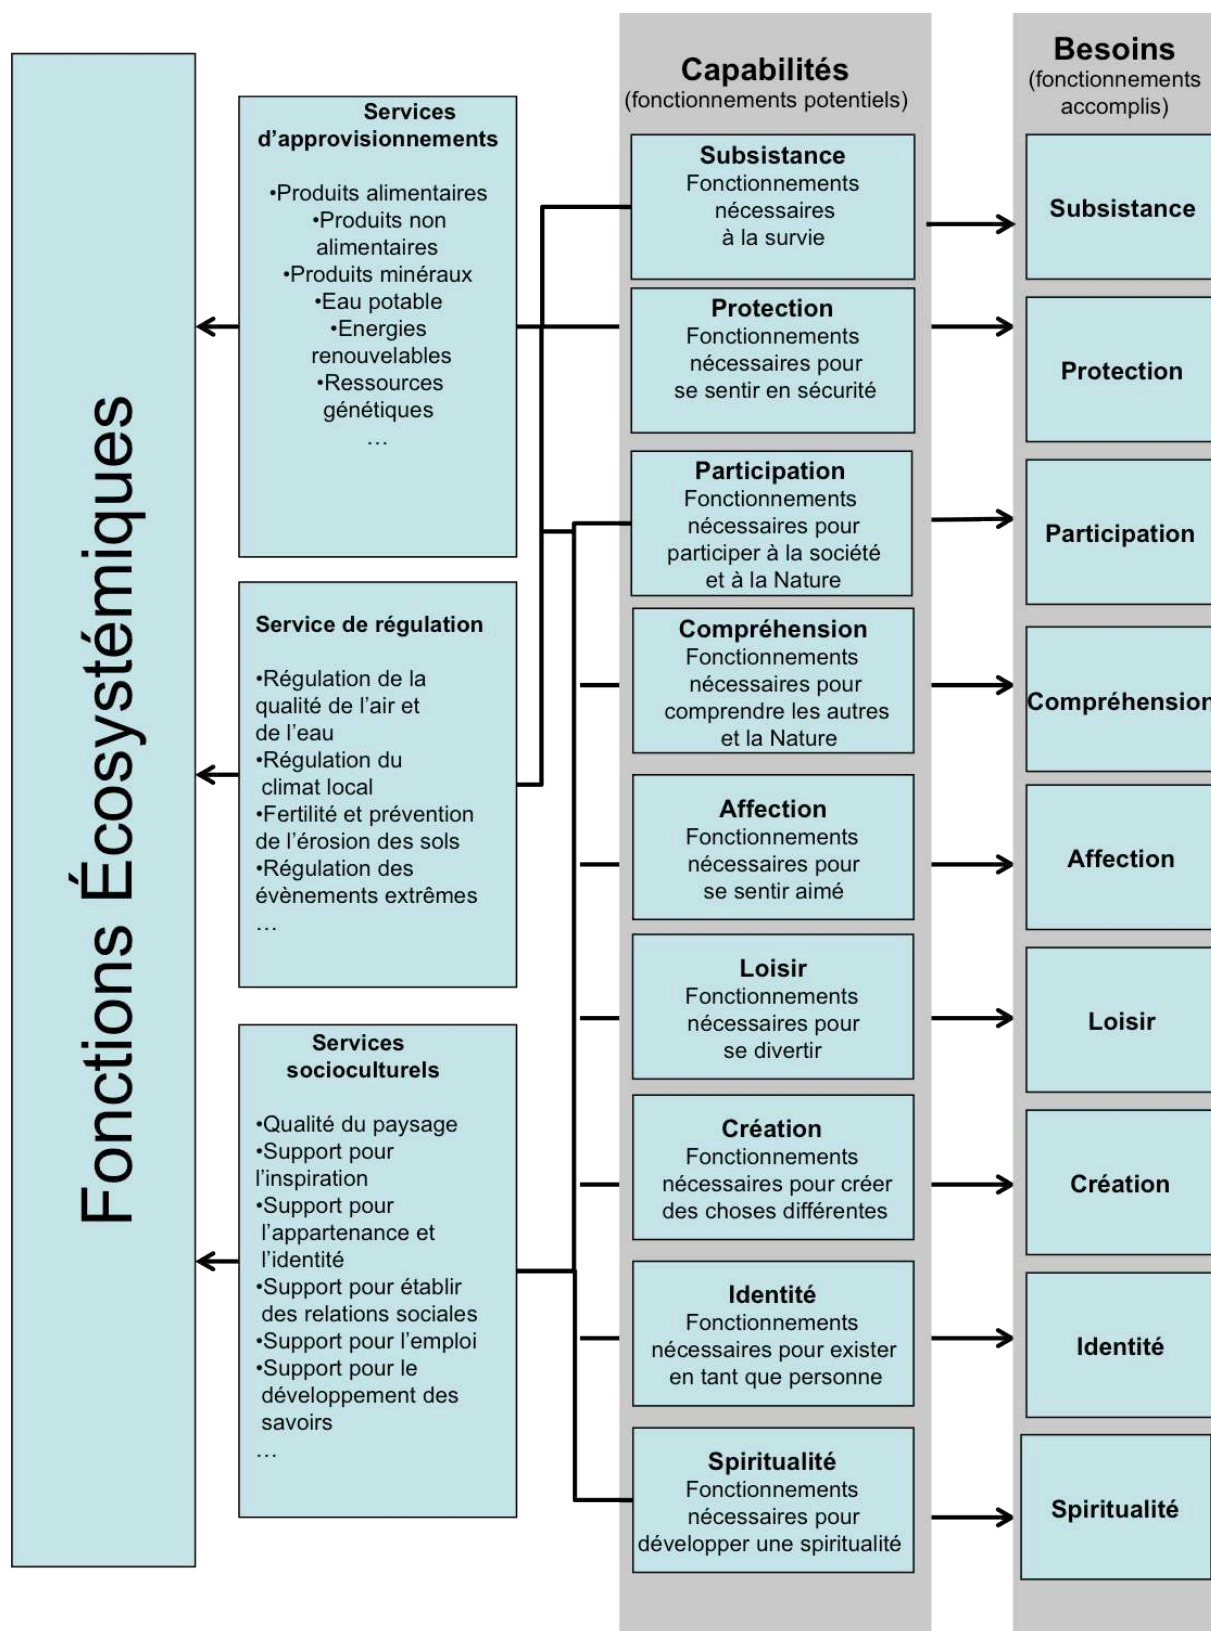 Fonctions Écosystémiques
Services
d’approvisionnements
•Produits alimentaires
•Produits non
alimentaires
•Produits minéraux
•Eau potable
•Energies
renouvelables
•Ressources
génétiques
…
Service de régulation
•Régulation de la
qualité de l’air et
de l’eau
•Régulation du
climat local
•Fertilité et prévention
de l’érosion des sols
•Régulation des
évènements extrêmes
…
Services
socioculturels
•Qualité du paysage
•Support pour
l’inspiration
•Support pour
l’appartenance et
l’identité
•Support pour établir
des relations sociales
•Support pour l’emploi
•Support pour le
développement des
savoirs
…
Capabilités
(fonctionnements potentiels)
Subsistance
Fonctionnements
nécessaires
à la survie
Protection
Fonctionnements
nécessaires pour
se sentir en sécurité
Participation
Fonctionnements
nécessaires pour
participer à la société
et à la Nature
Compréhension
Fonctionnements
nécessaires pour
comprendre les autres
et la Nature
Affection
Fonctionnements
nécessaires pour
se sentir aimé
Loisir
Fonctionnements
nécessaires pour
se divertir
Création
Fonctionnements
nécessaires pour créer
des choses différentes
Identité
Fonctionnements
nécessaires pour exister
en tant que personne
Spiritualité
Fonctionnements
nécessaires pour
développer une spiritualité
Besoins
(fonctionnements
accomplis)
Subsistance
Protection
Participation
Compréhension
Affection
Loisir
Création
Identité
Spiritualité